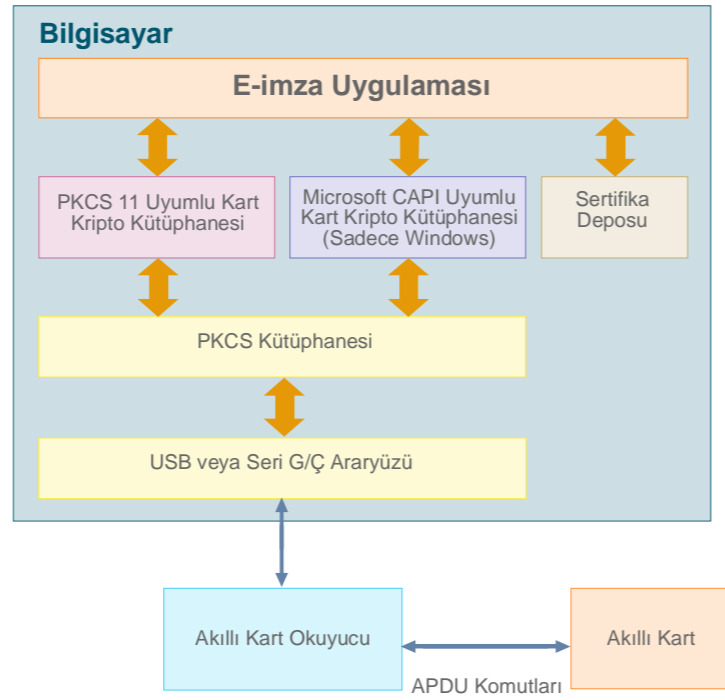 Bilgisayar
E-imza Uygulaması
PKCS 11 Uyumlu Kart
Kripto Kütüphanesi
Microsoft CAPI Uyumlu
Kart Kripto Kütüphanesi
(Sadece Windows)
Sertifika
Deposu
PKCS Kütüphanesi
USB veya Seri G/Ç Araryüzü
Akıllı Kart Okuyucu
Akıllı Kart
APDU Komutları